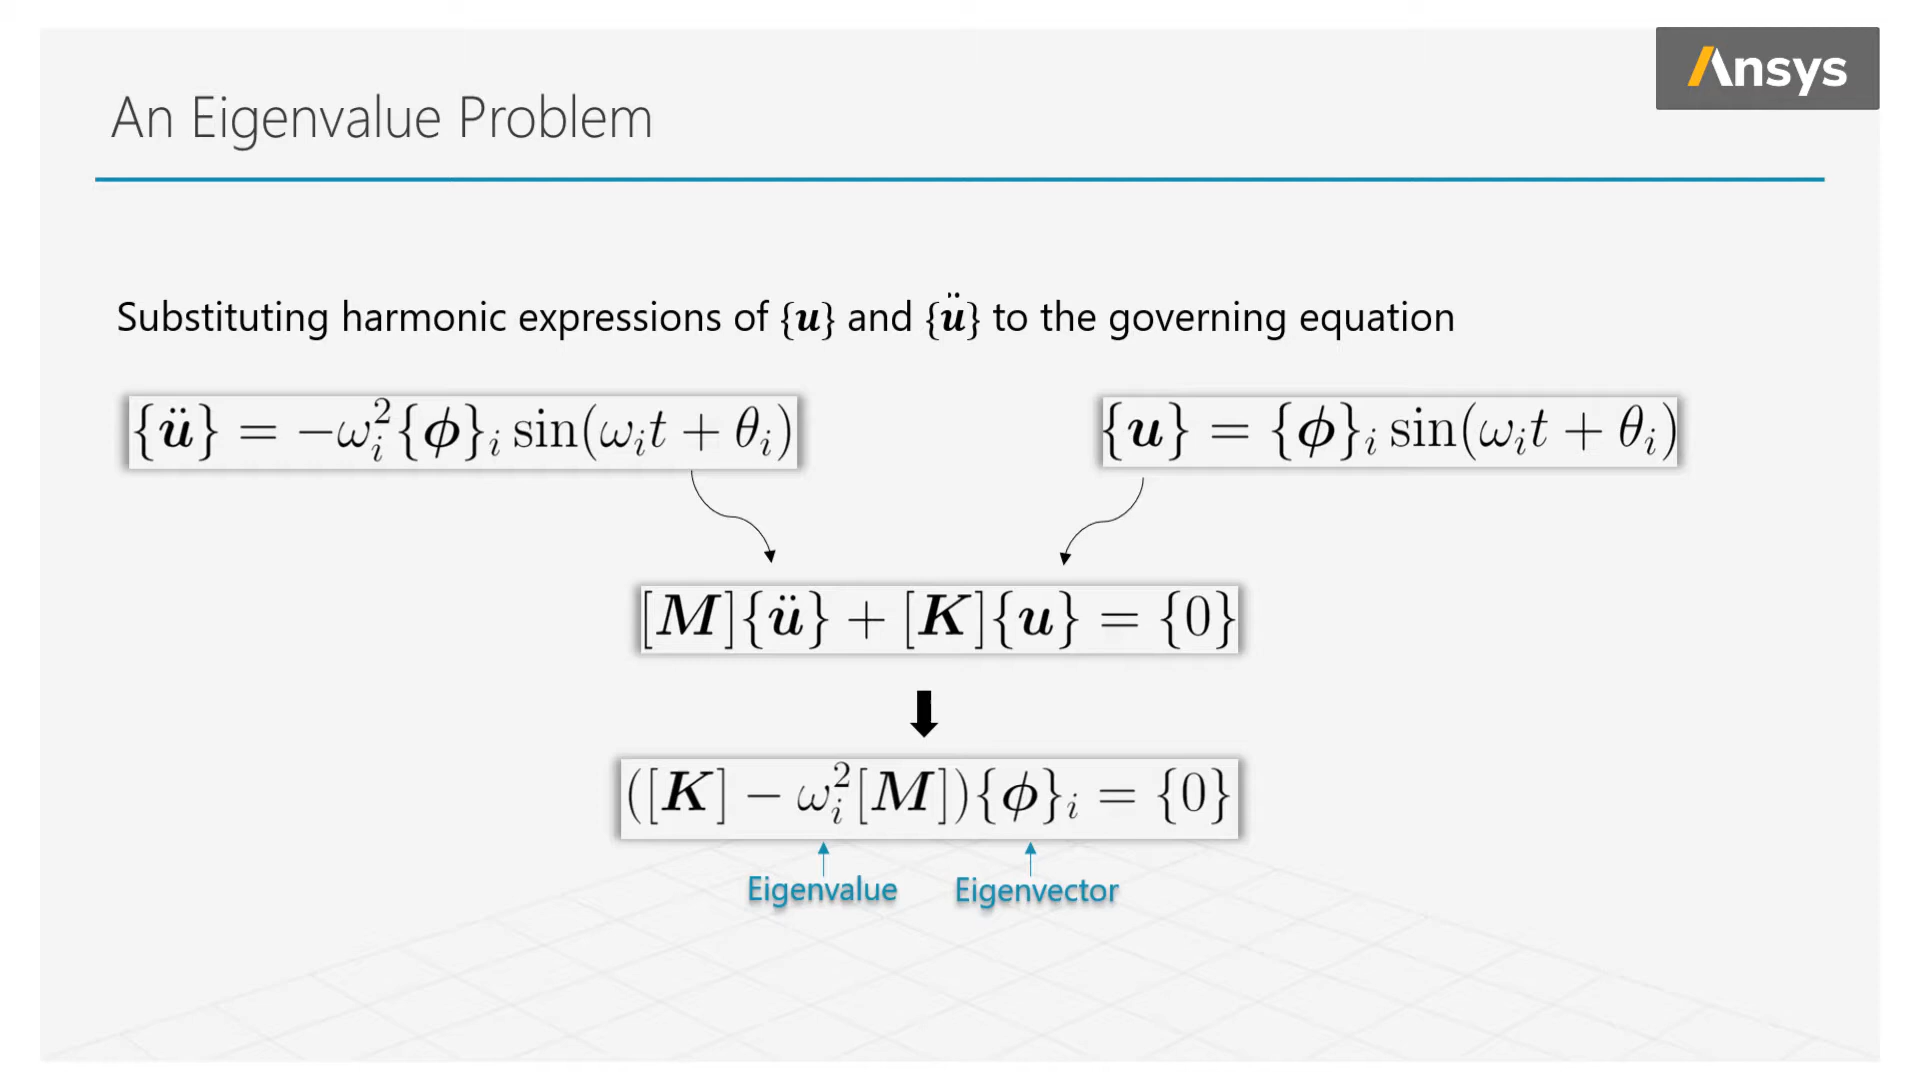 Ansys
An Eigenvalue Problem
Substituting harmonic expressions of {u} and {ü} to the governing equation
{ü} = −ω_i^2{ϕ}_i sin(ω_i t + θ_i)
{u} = {ϕ}_i sin(ω_i t + θ_i)
[M]{ü} + [K]{u} = {0}
([K] − ω_i^2[M]){ϕ}_i = {0}
Eigenvalue Eigenvector